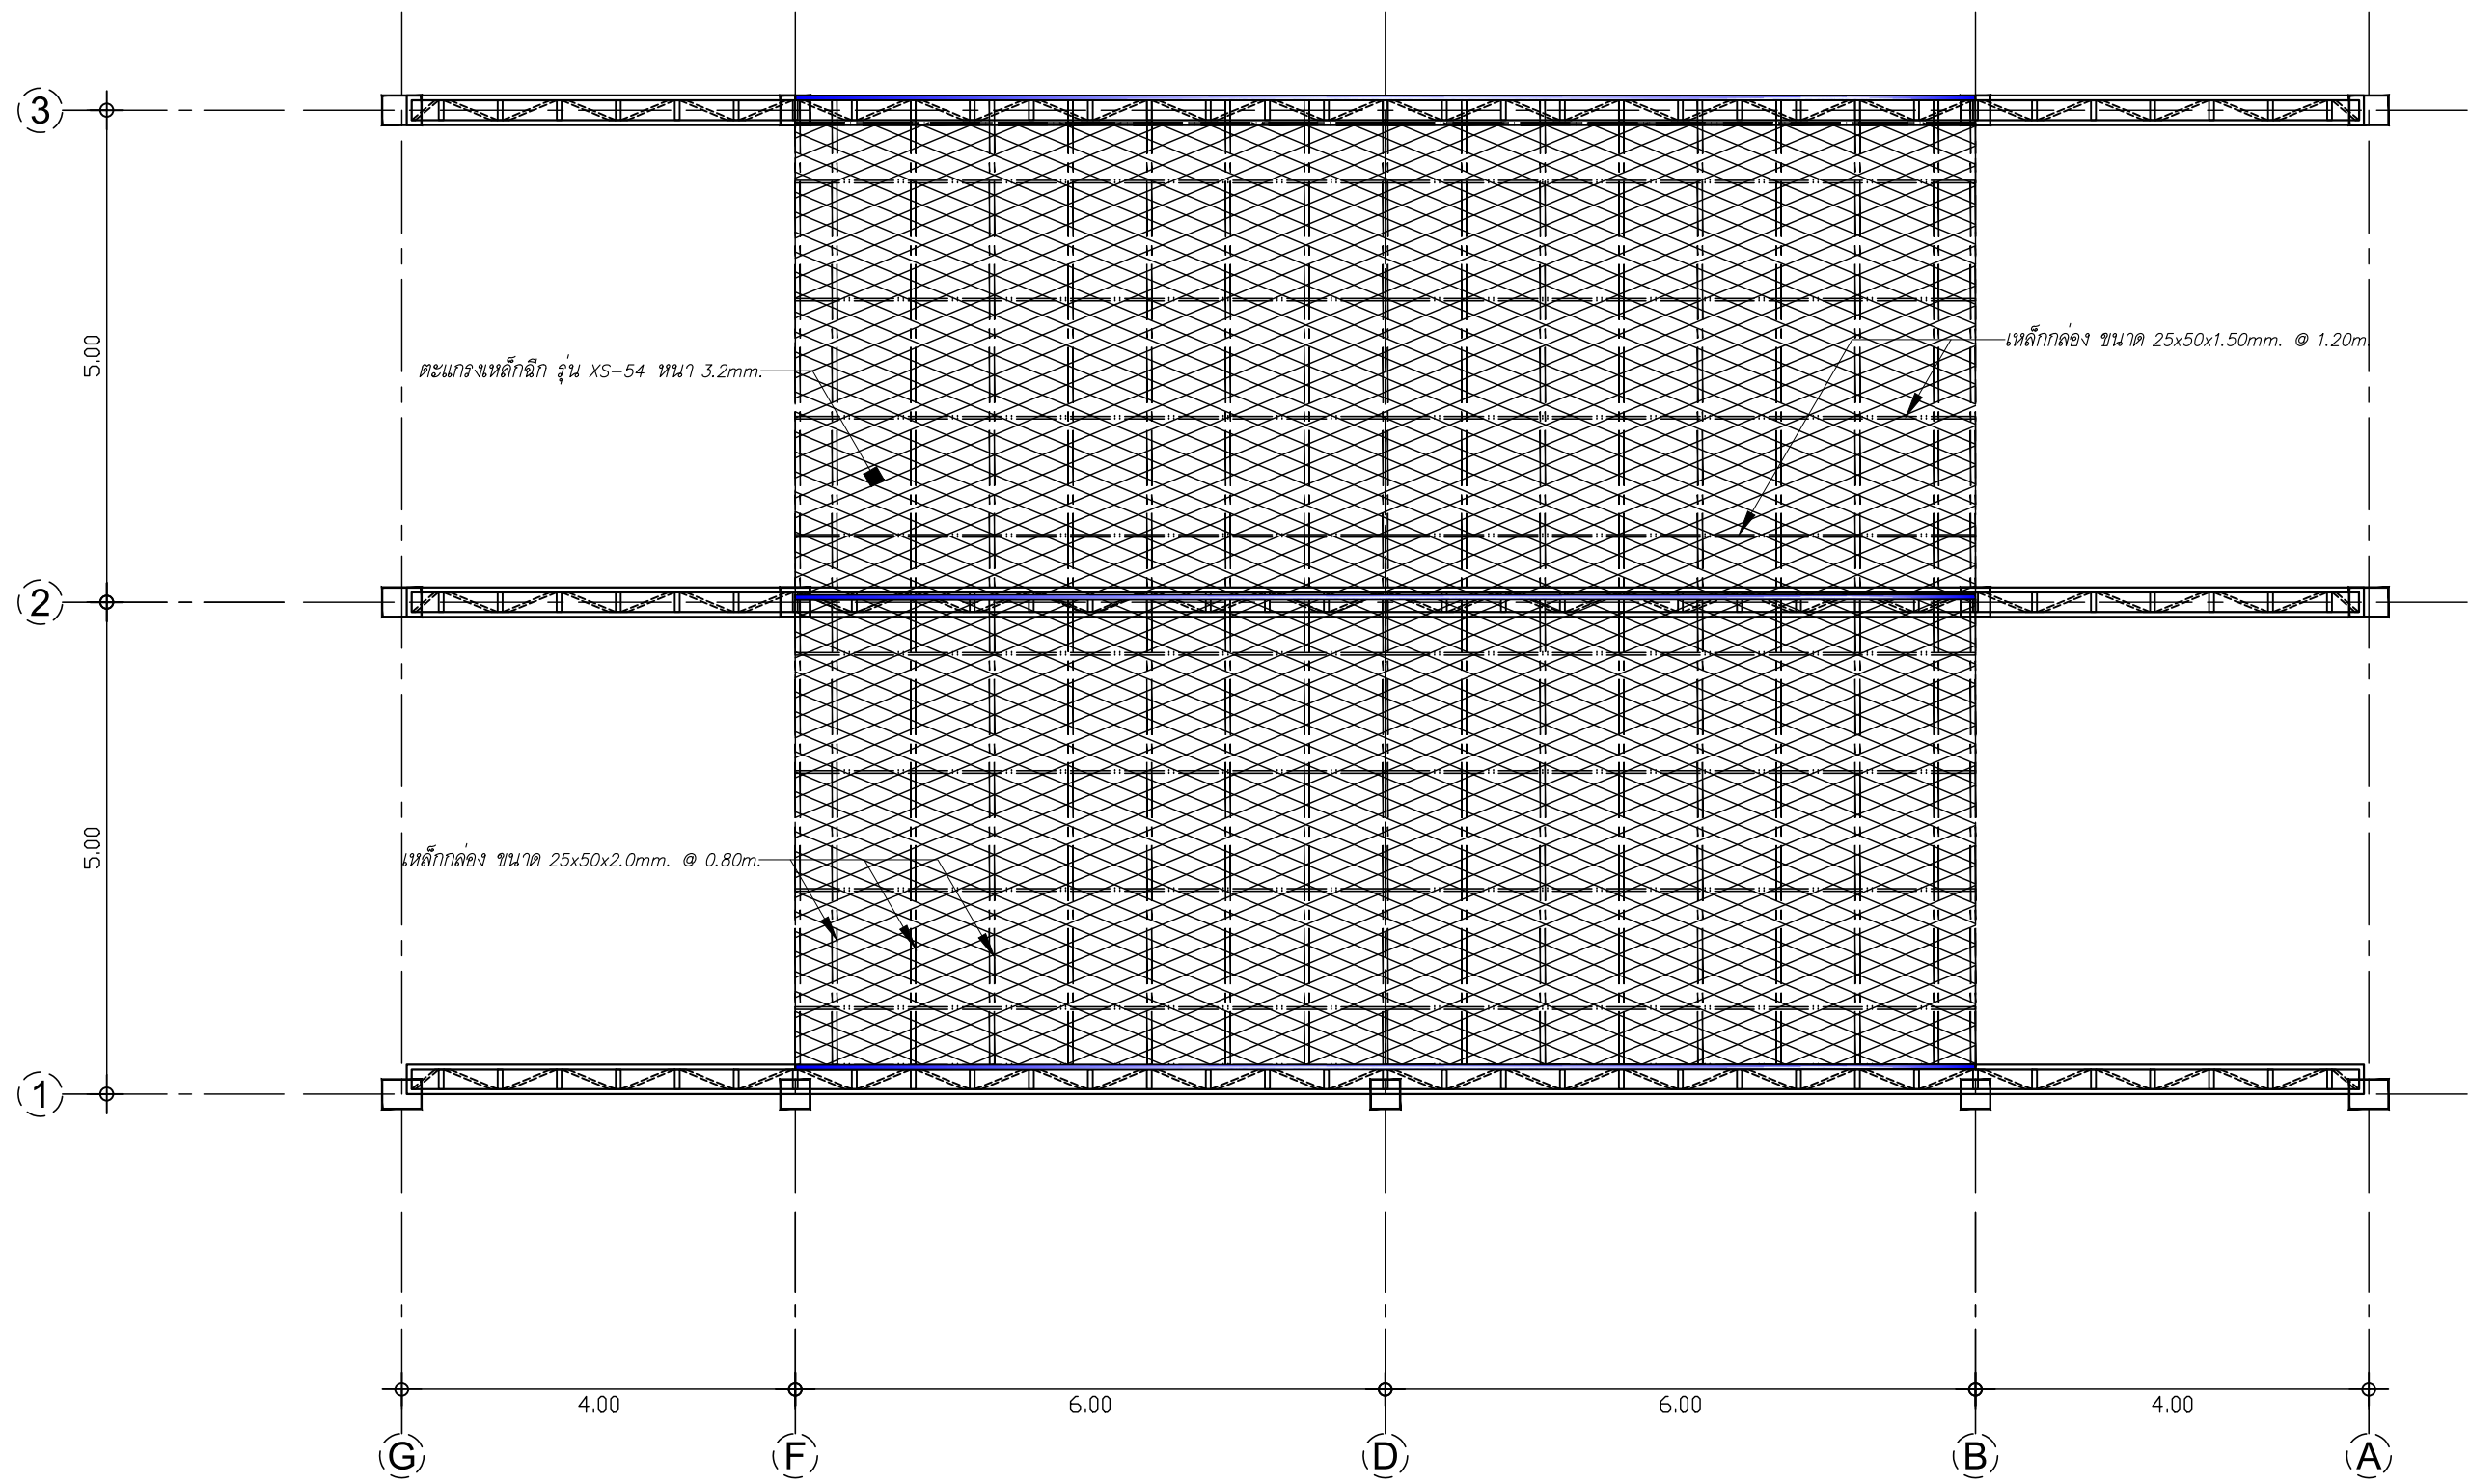 3
5.00
เหล็กกล่อง ขนาด 25x50x1.50mm. @ 1.20m.
ตะแกรงเหล็กฉีก รุ่น XS-54 หนา 3.2mm.
2
5.00
เหล็กกล่อง ขนาด 25x50x2.0mm. @ 0.80m.
1
4.00 6.00 6.00 4.00
G F D B A